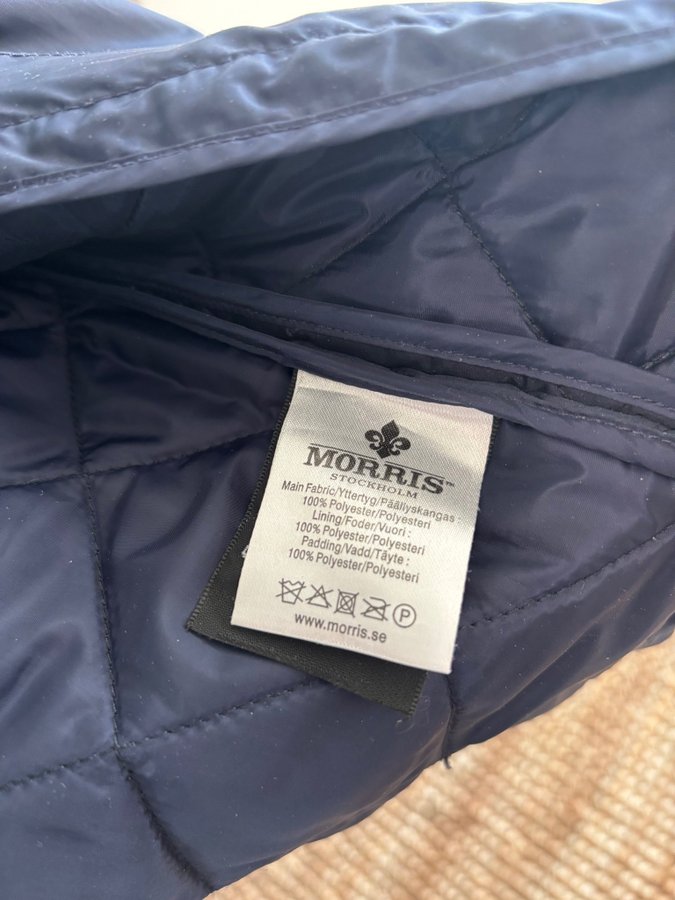 MORRIS™
STOCKHOLM
Main Fabric/Yttertyg/Päällyskangas :
100% Polyester/Polyesteri
Lining/Foder/Vuori :
100% Polyester/Polyesteri
Padding/Vadd/Täyte :
100% Polyester/Polyesteri
P
www.morris.se